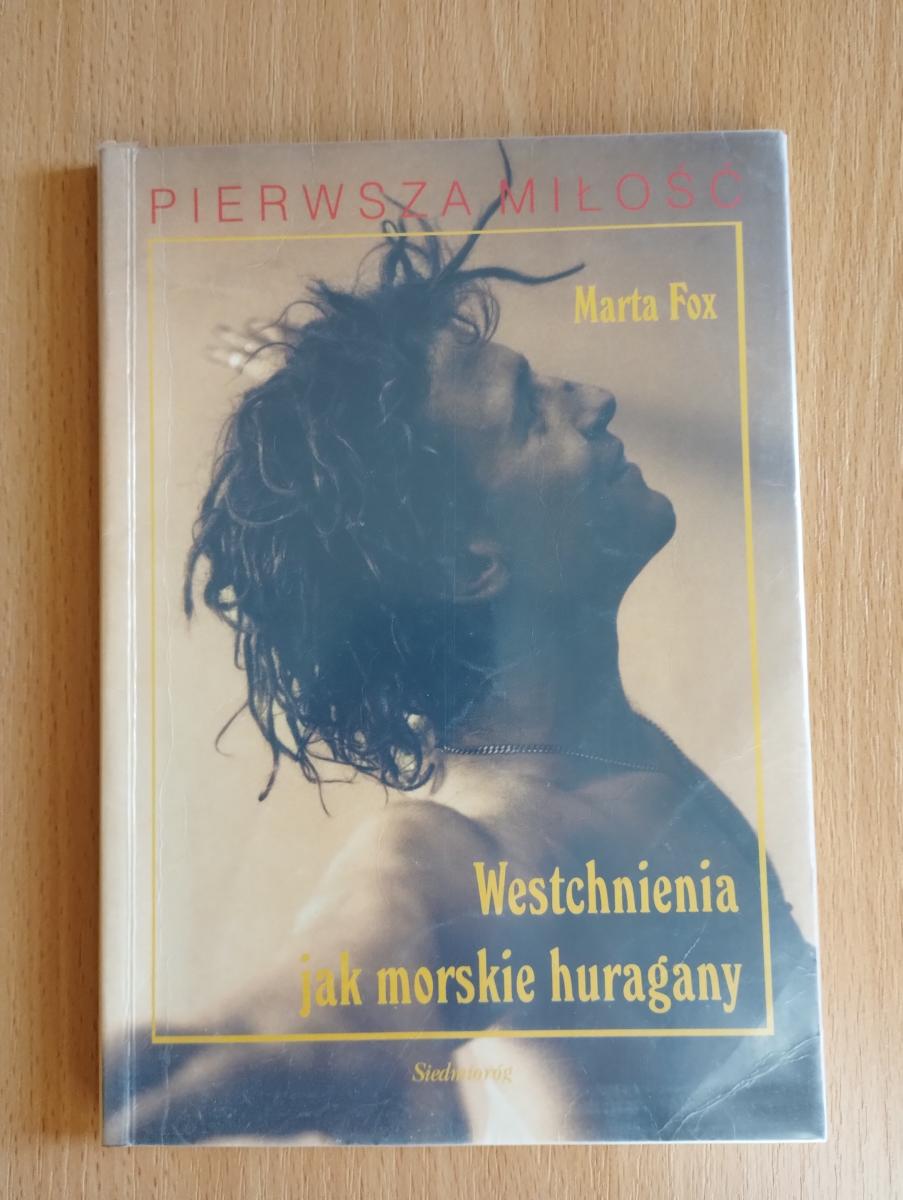 PIERWSZA MIŁOŚĆ
Marta Fox
Westchnienia
jak morskie huragany
Siedmioróg